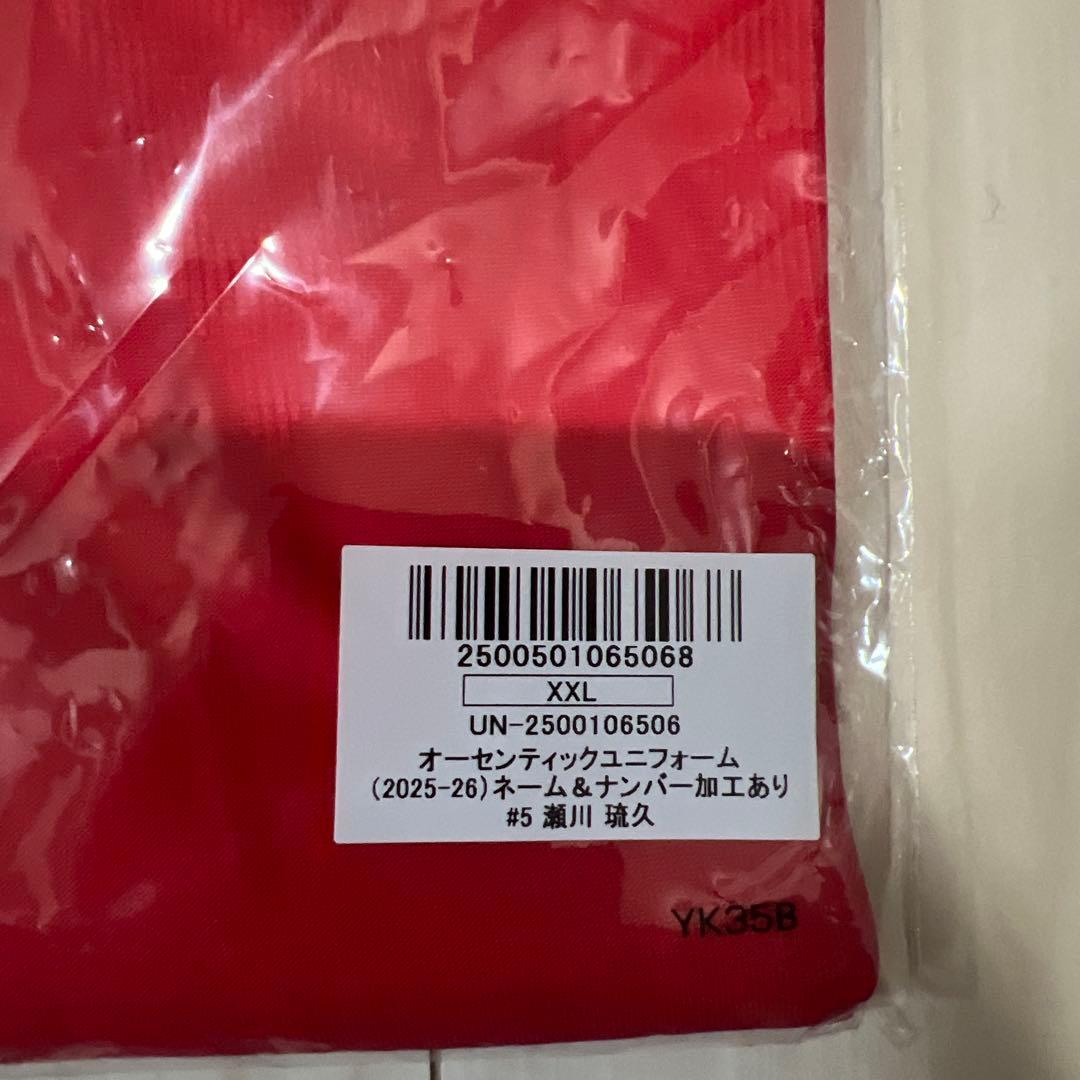 2500501065068
XXL
UN-2500106506
オーセンティックユニフォーム
(2025-26)ネーム&ナンバー加工あり
#5 瀬川 琉久
YK35B